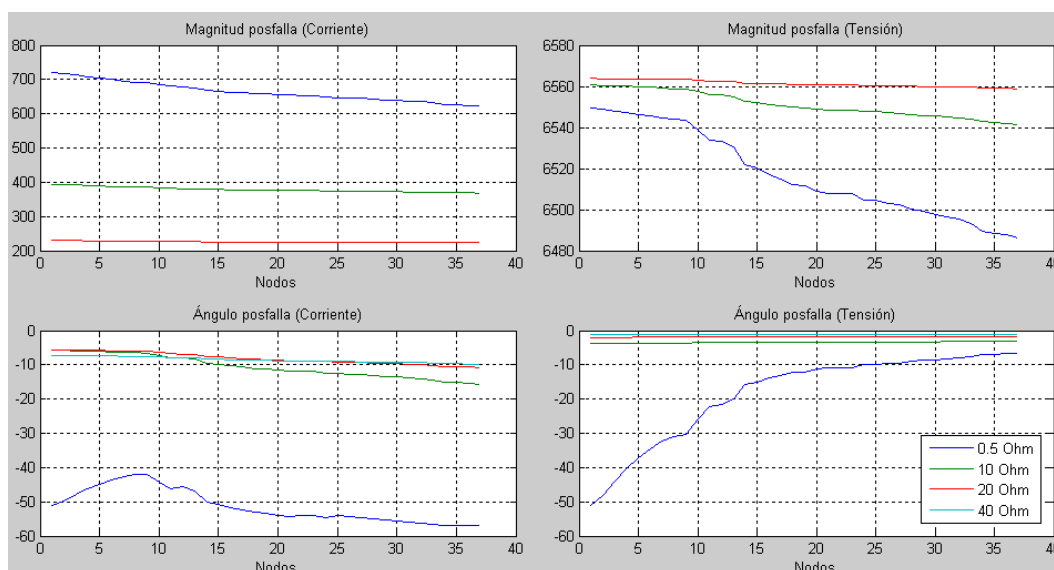 Magnitud posfalla (Corriente)
800
700
600
500
400
300
200
0 5 10 15 20 25 30 35 40
Nodos
Magnitud posfalla (Tensión)
6580
6560
6540
6520
6500
6480
0 5 10 15 20 25 30 35 40
Nodos
Ángulo posfalla (Corriente)
0
-10
-20
-30
-40
-50
-60
0 5 10 15 20 25 30 35 40
Nodos
Ángulo posfalla (Tensión)
0
-10
-20
-30
-40
-50
-60
0 5 10 15 20 25 30 35 40
Nodos
0.5 Ohm
10 Ohm
20 Ohm
40 Ohm